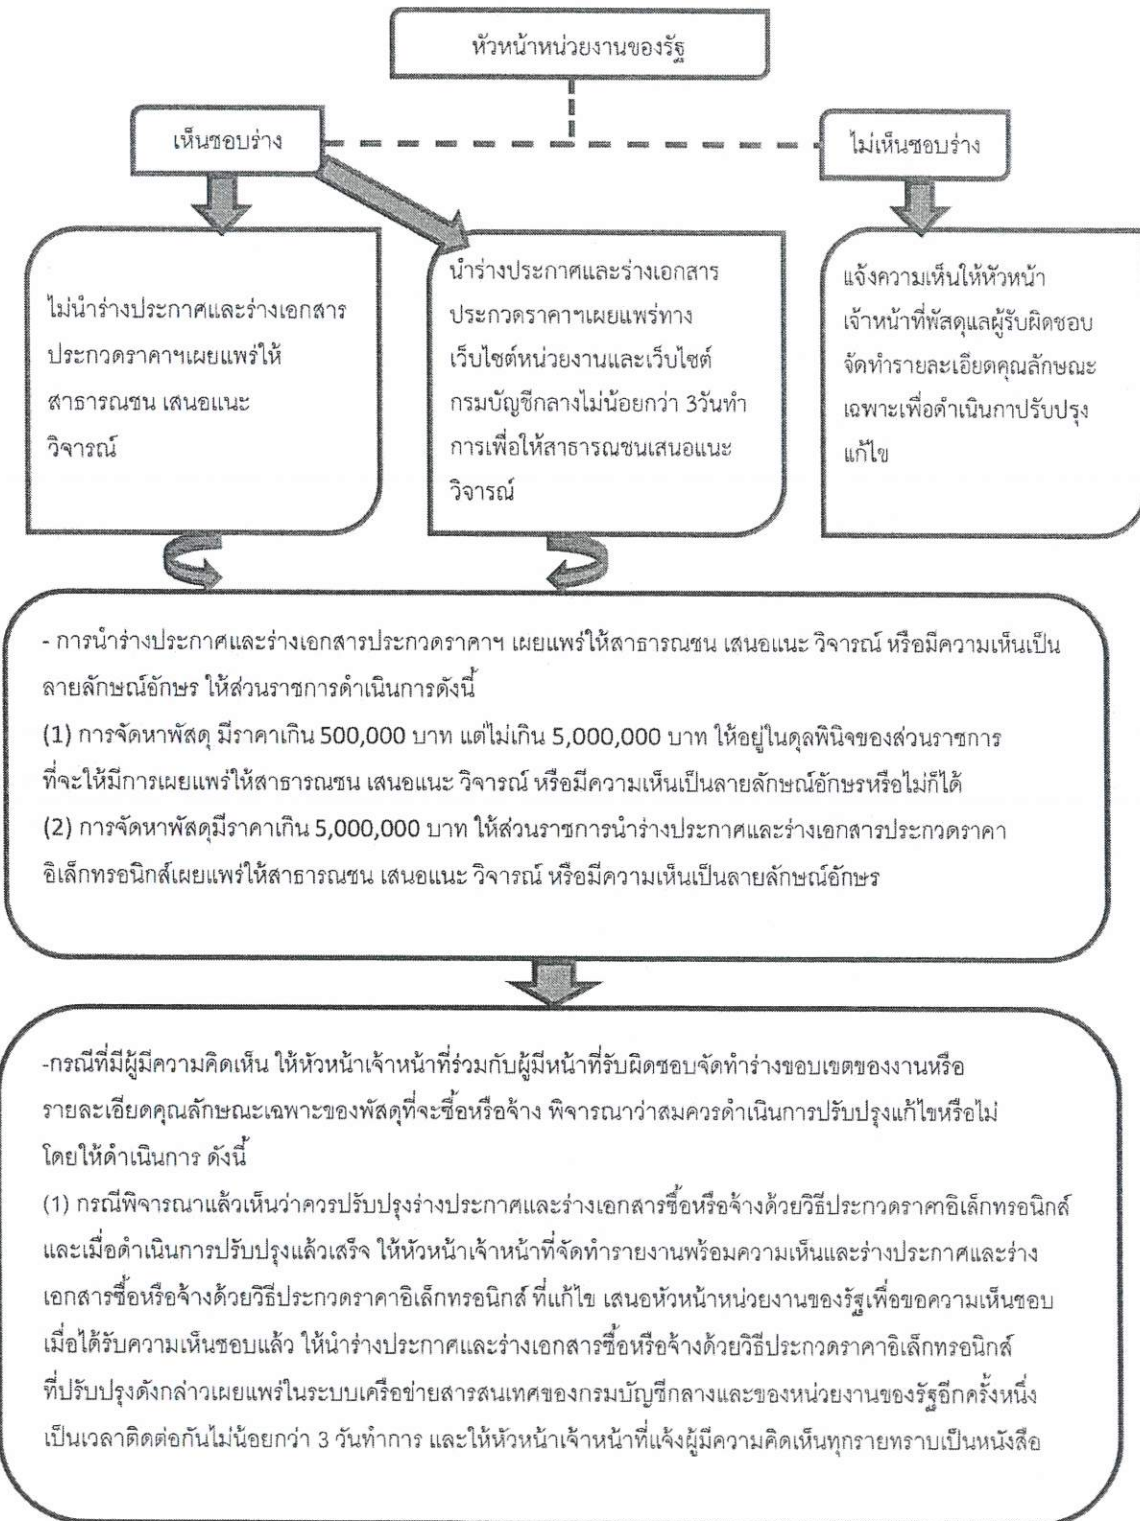 หัวหน้าหน่วยงานของรัฐ
เห็นชอบร่าง
ไม่เห็นชอบร่าง
ไม่นำร่างประกาศและร่างเอกสาร
ประกวดราคาฯเผยแพร่ให้
สาธารณชน เสนอแนะ
วิจารณ์
นำร่างประกาศและร่างเอกสาร
ประกวดราคาฯเผยแพร่ทาง
เว็บไซต์หน่วยงานและเว็บไซต์
กรมบัญชีกลางไม่น้อยกว่า 3วันทำ
การเพื่อให้สาธารณชนเสนอแนะ
วิจารณ์
แจ้งความเห็นให้หัวหน้า
เจ้าหน้าที่พัสดุแลผู้รับผิดชอบ
จัดทำรายละเอียดคุณลักษณะ
เฉพาะเพื่อดำเนินกาปรับปรุง
แก้ไข
- การนำร่างประกาศและร่างเอกสารประกวดราคาฯ เผยแพร่ให้สาธารณชน เสนอแนะ วิจารณ์ หรือมีความเห็นเป็น
ลายลักษณ์อักษร ให้ส่วนราชการดำเนินการดังนี้
(1) การจัดหาพัสดุ มีราคาเกิน 500,000 บาท แต่ไม่เกิน 5,000,000 บาท ให้อยู่ในดุลพินิจของส่วนราชการ
ที่จะให้มีการเผยแพร่ให้สาธารณชน เสนอแนะ วิจารณ์ หรือมีความเห็นเป็นลายลักษณ์อักษรหรือไม่ก็ได้
(2) การจัดหาพัสดุมีราคาเกิน 5,000,000 บาท ให้ส่วนราชการนำร่างประกาศและร่างเอกสารประกวดราคา
อิเล็กทรอนิกส์เผยแพร่ให้สาธารณชน เสนอแนะ วิจารณ์ หรือมีความเห็นเป็นลายลักษณ์อักษร
-กรณีที่มีผู้มีความคิดเห็น ให้หัวหน้าเจ้าหน้าที่ร่วมกับผู้มีหน้าที่รับผิดชอบจัดทำร่างขอบเขตของงานหรือ
รายละเอียดคุณลักษณะเฉพาะของพัสดุที่จะซื้อหรือจ้าง พิจารณาว่าสมควรดำเนินการปรับปรุงแก้ไขหรือไม่
โดยให้ดำเนินการ ดังนี้
(1) กรณีพิจารณาแล้วเห็นว่าควรปรับปรุงร่างประกาศและร่างเอกสารซื้อหรือจ้างด้วยวิธีประกวดราคาอิเล็กทรอนิกส์
และเมื่อดำเนินการปรับปรุงแล้วเสร็จ ให้หัวหน้าเจ้าหน้าที่จัดทำรายงานพร้อมความเห็นและร่างประกาศและร่าง
เอกสารซื้อหรือจ้างด้วยวิธีประกวดราคาอิเล็กทรอนิกส์ ที่แก้ไข เสนอหัวหน้าหน่วยงานของรัฐเพื่อขอความเห็นชอบ
เมื่อได้รับความเห็นชอบแล้ว ให้นำร่างประกาศและร่างเอกสารซื้อหรือจ้างด้วยวิธีประกวดราคาอิเล็กทรอนิกส์
ที่ปรับปรุงดังกล่าวเผยแพร่ในระบบเครือข่ายสารสนเทศของกรมบัญชีกลางและของหน่วยงานของรัฐอีกครั้งหนึ่ง
เป็นเวลาติดต่อกันไม่น้อยกว่า 3 วันทำการ และให้หัวหน้าเจ้าหน้าที่แจ้งผู้มีความคิดเห็นทุกรายทราบเป็นหนังสือ